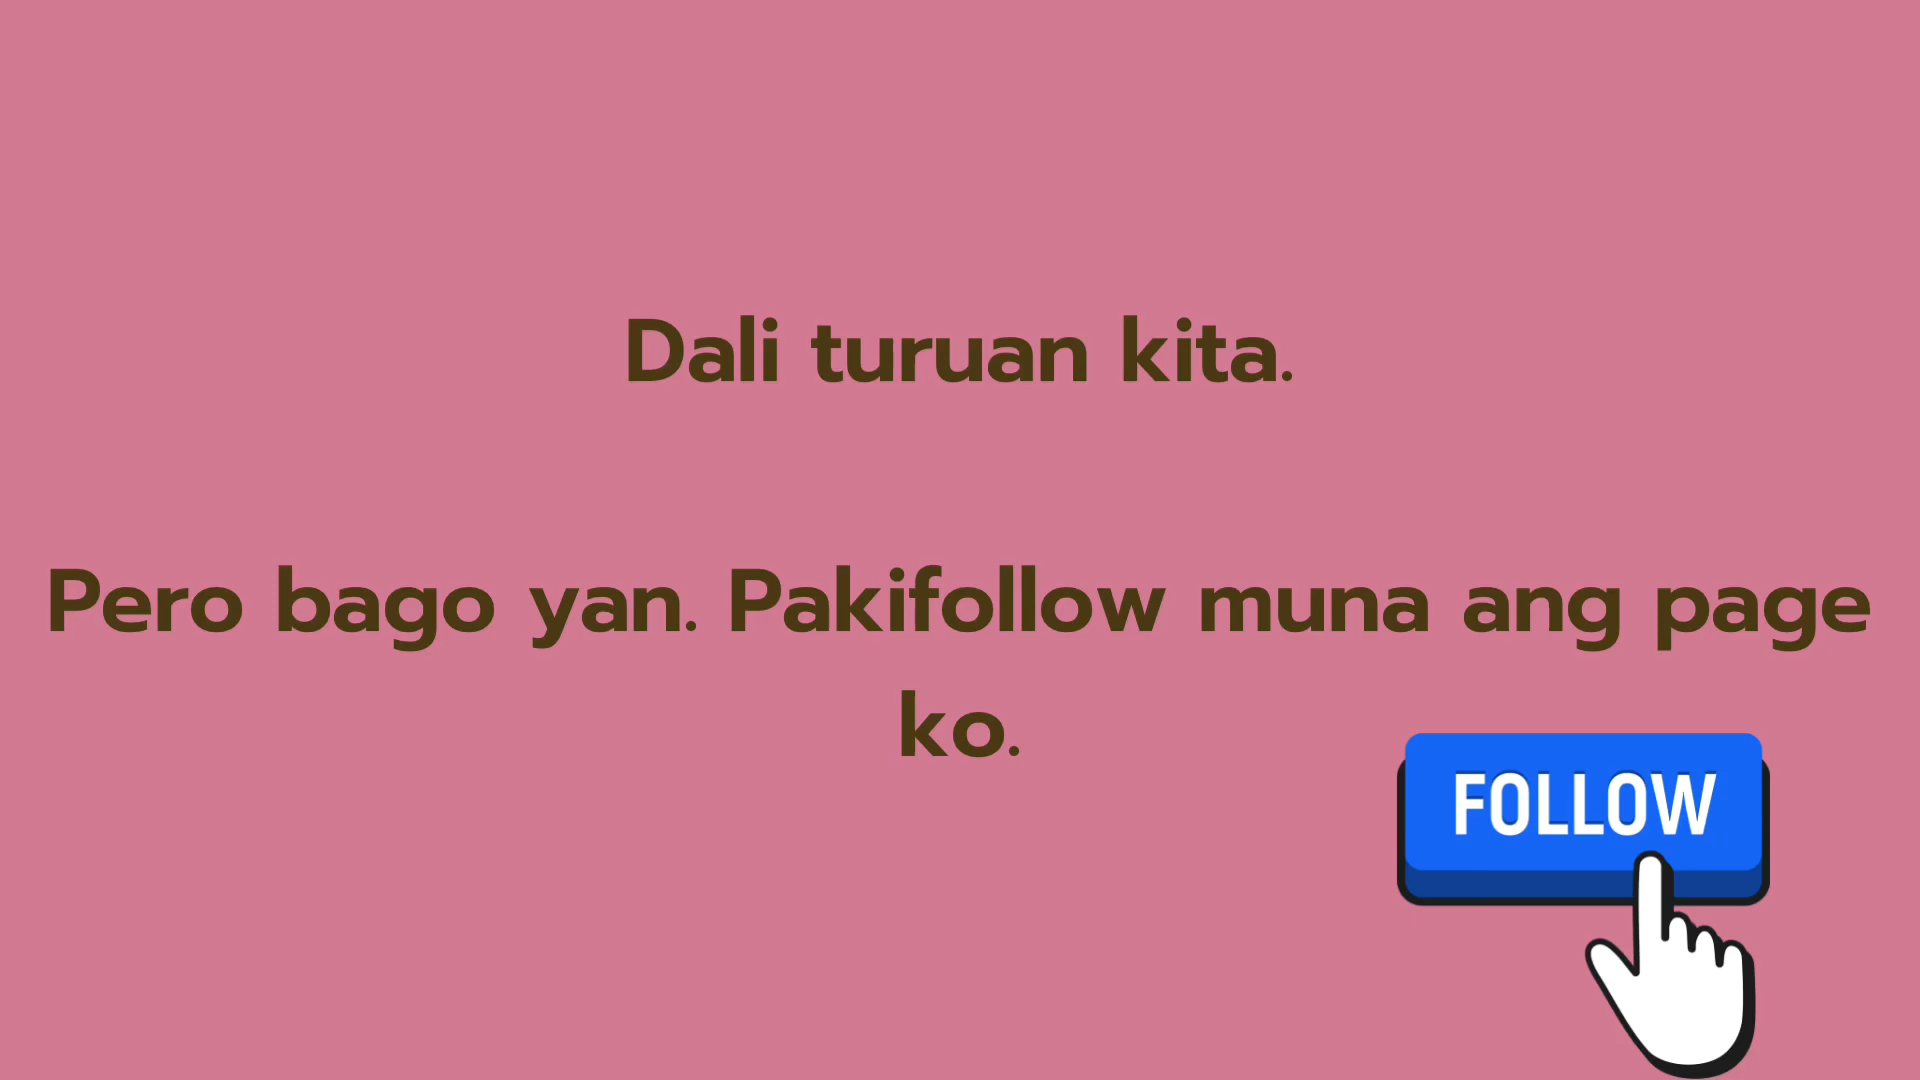 Dali turuan kita.
Pero bago yan. Pakifollow muna ang page
ko.
FOLLOW